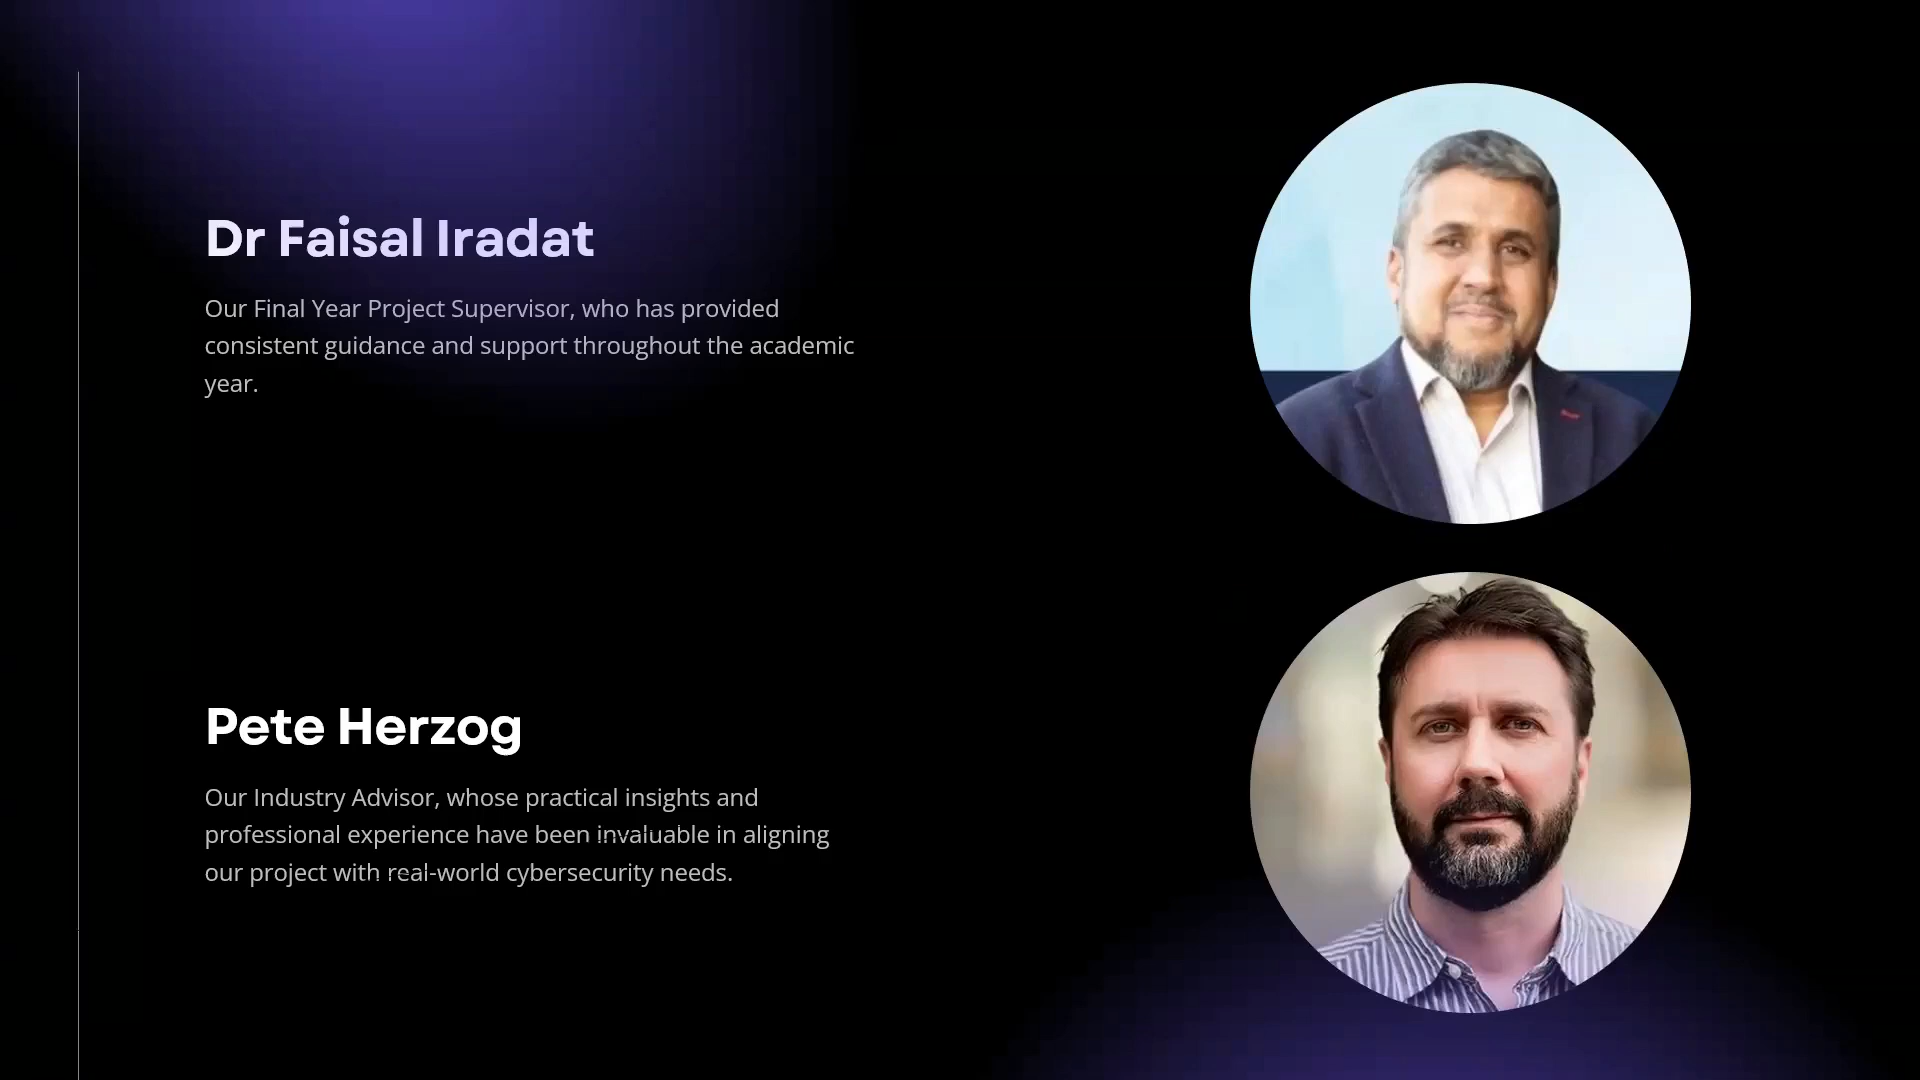 Dr Faisal Iradat
Our Final Year Project Supervisor, who has provided
consistent guidance and support throughout the academic
year.
Pete Herzog
Our Industry Advisor, whose practical insights and
professional experience have been invaluable in aligning
our project with real-world cybersecurity needs.